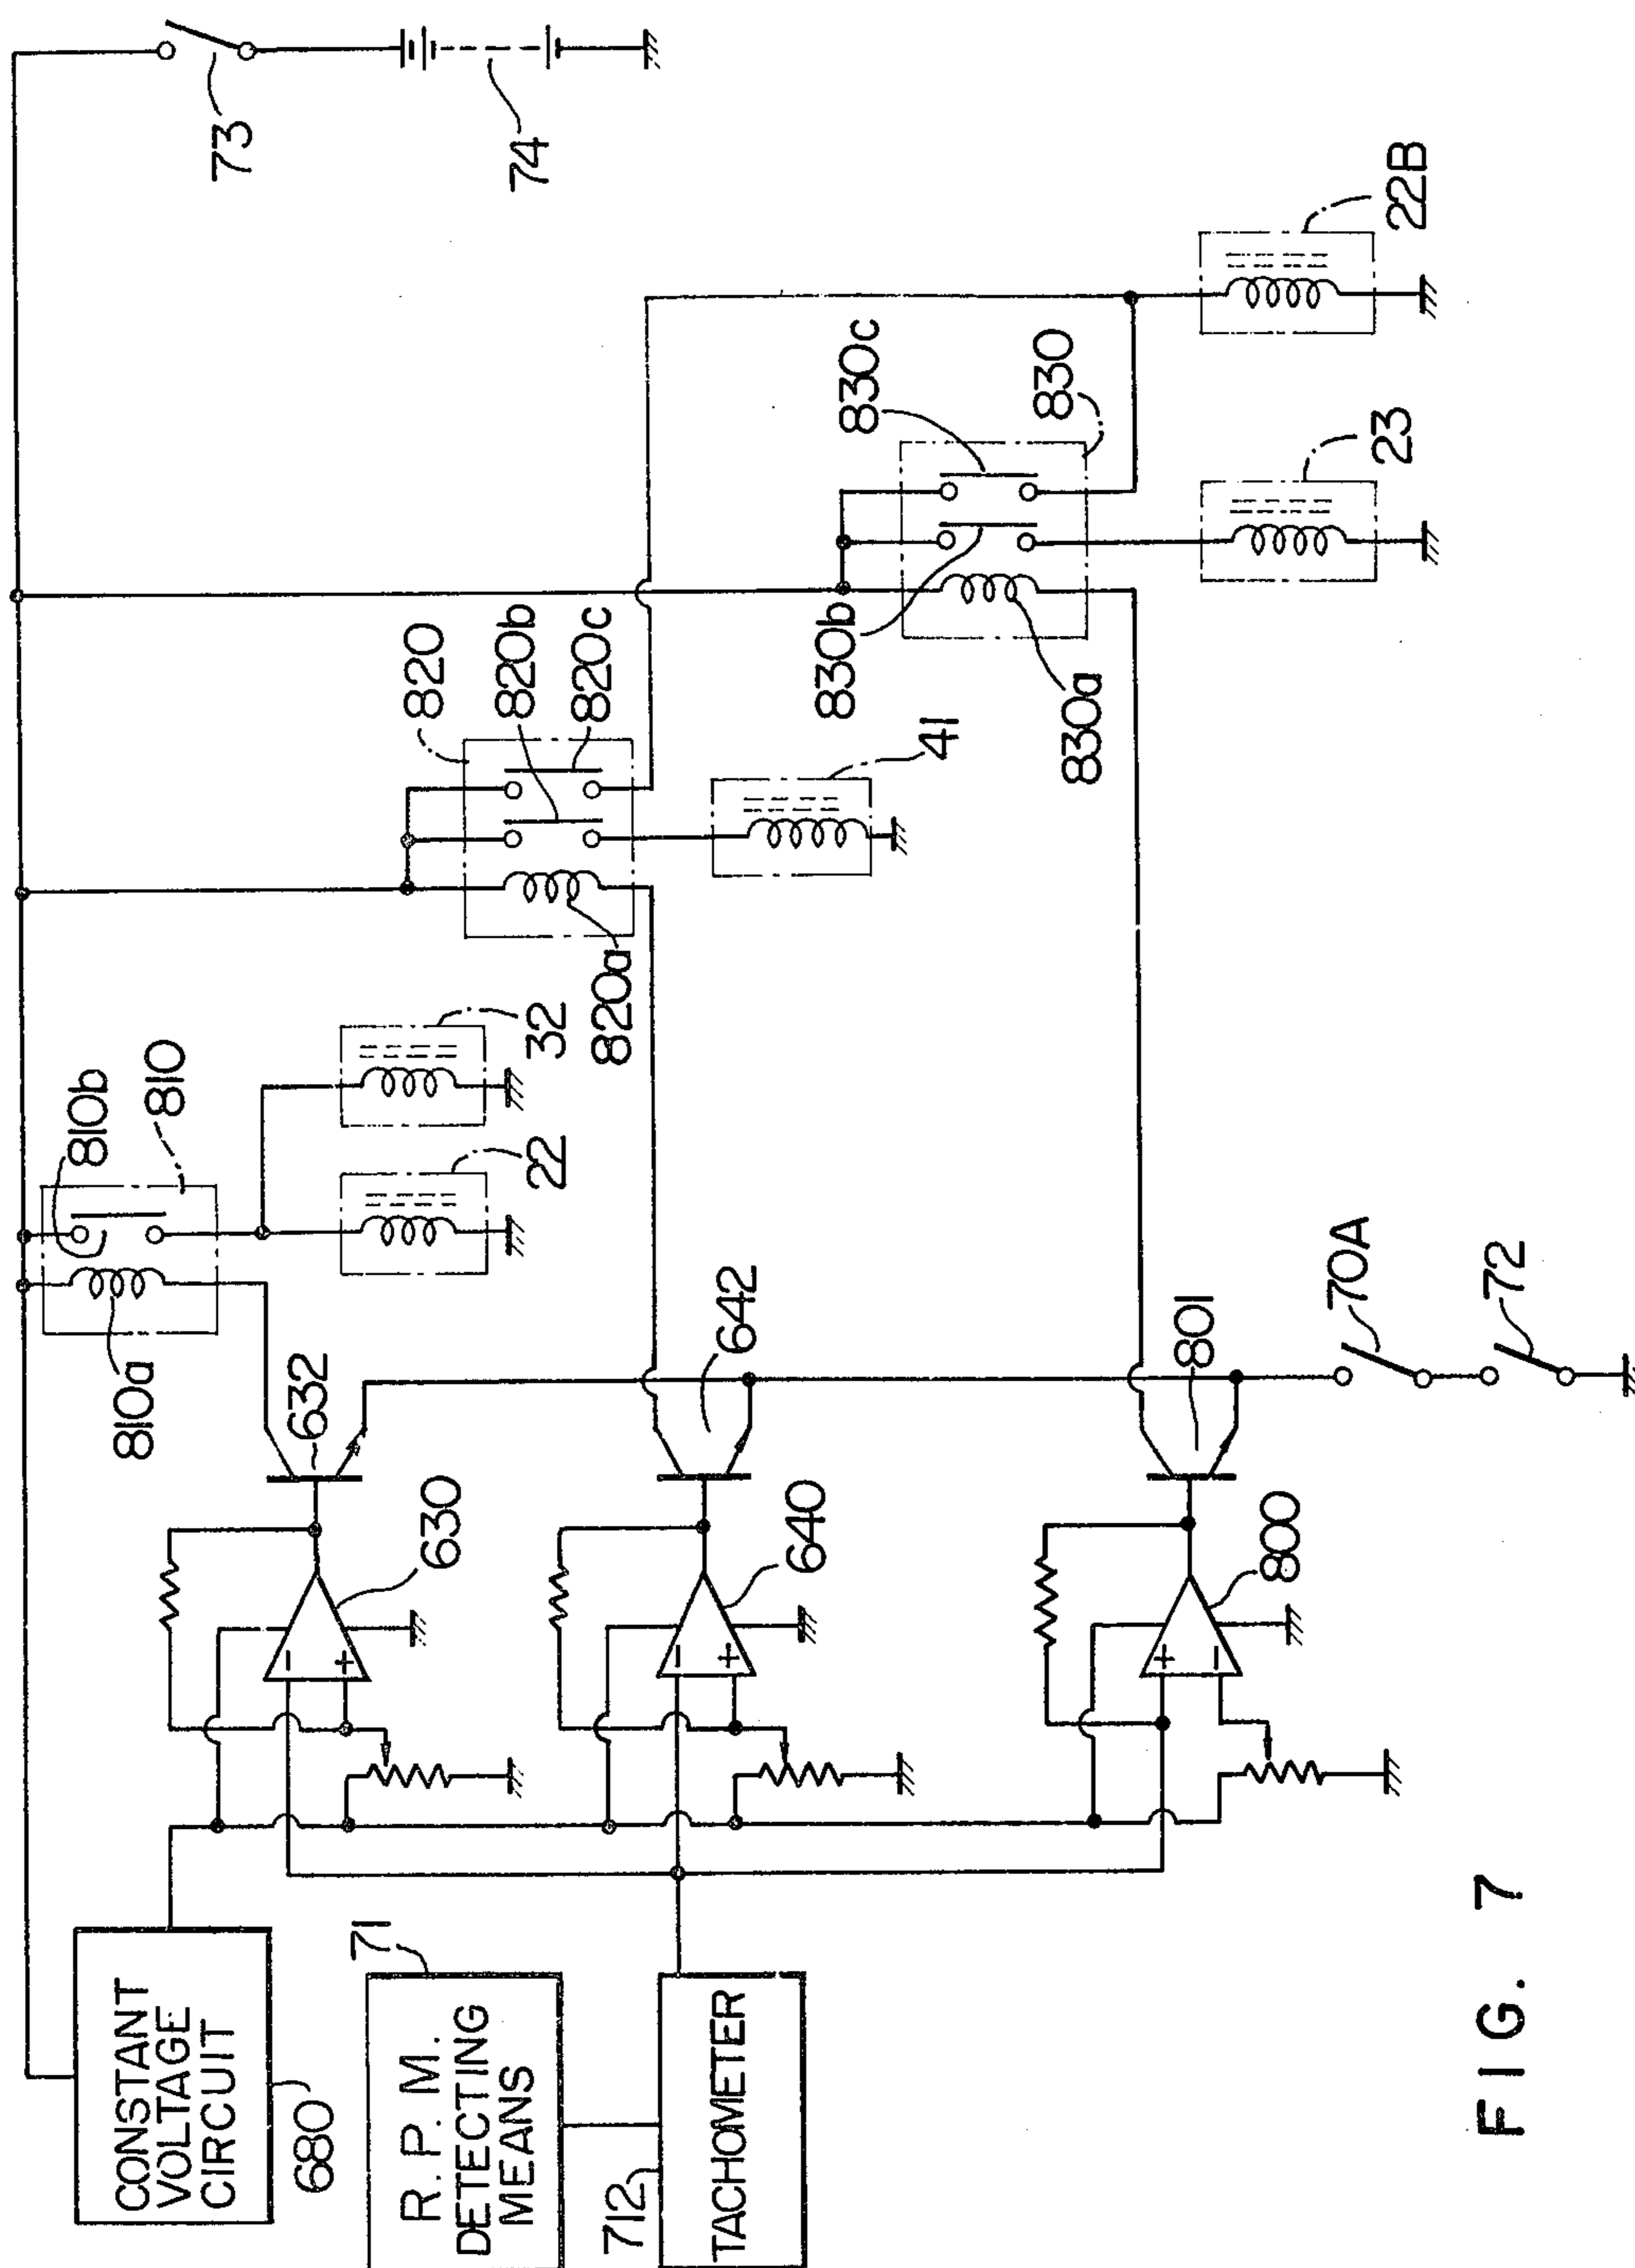 CONSTANT
VOLTAGE
CIRCUIT
680
R. P. M.
DETECTING
MEANS
71
TACHOMETER
712
630
632
640
642
800
801
810a
810b
810
22
32
820
820a
820b
820c
41
830a
830b
830c
830
23
22B
70A
72
73
74
+
−
+
−
+
−
FIG. 7